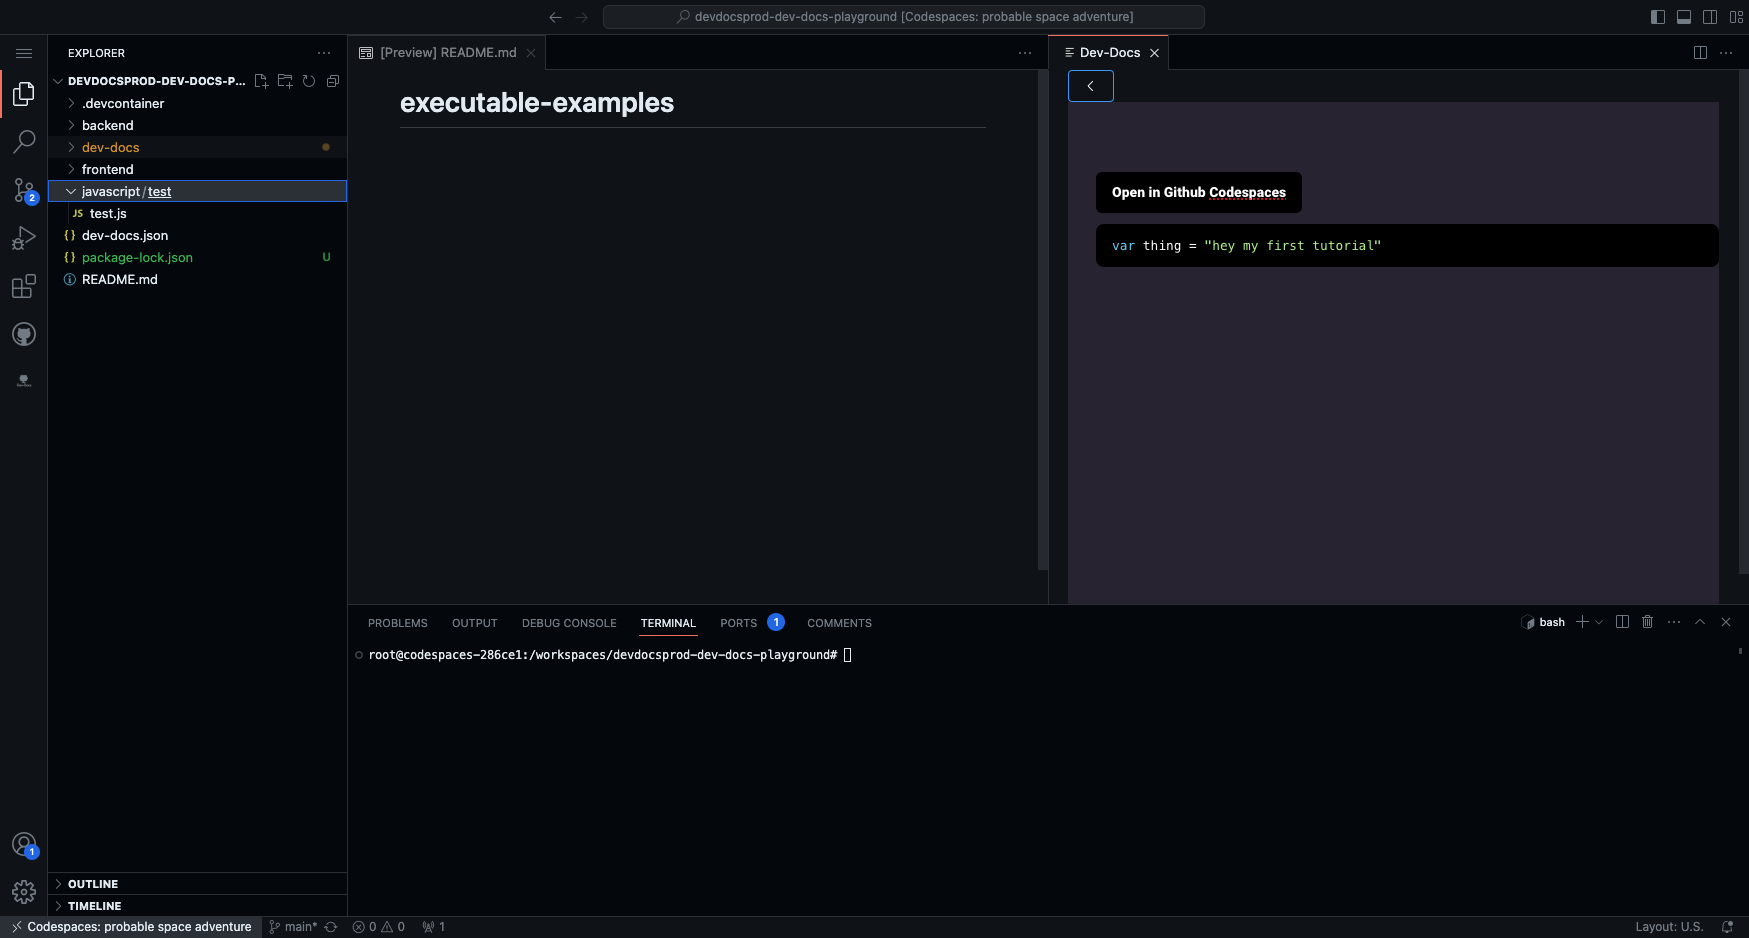 devdocsprod-dev-docs-playground [Codespaces: probable space adventure]
EXPLORER
DEVDOCSPROD-DEV-DOCS-P...
.devcontainer
backend
dev-docs
frontend
javascript/test
JS test.js
{} dev-docs.json
{} package-lock.json U
README.md
2
1
OUTLINE
TIMELINE
[Preview] README.md
executable-examples
Dev-Docs
Open in Github Codespaces
var thing = "hey my first tutorial"
PROBLEMS OUTPUT DEBUG CONSOLE TERMINAL PORTS 1 COMMENTS
bash
root@codespaces-286ce1:/workspaces/devdocsprod-dev-docs-playground#
Codespaces: probable space adventure main* 0 0 1
Layout: U.S.